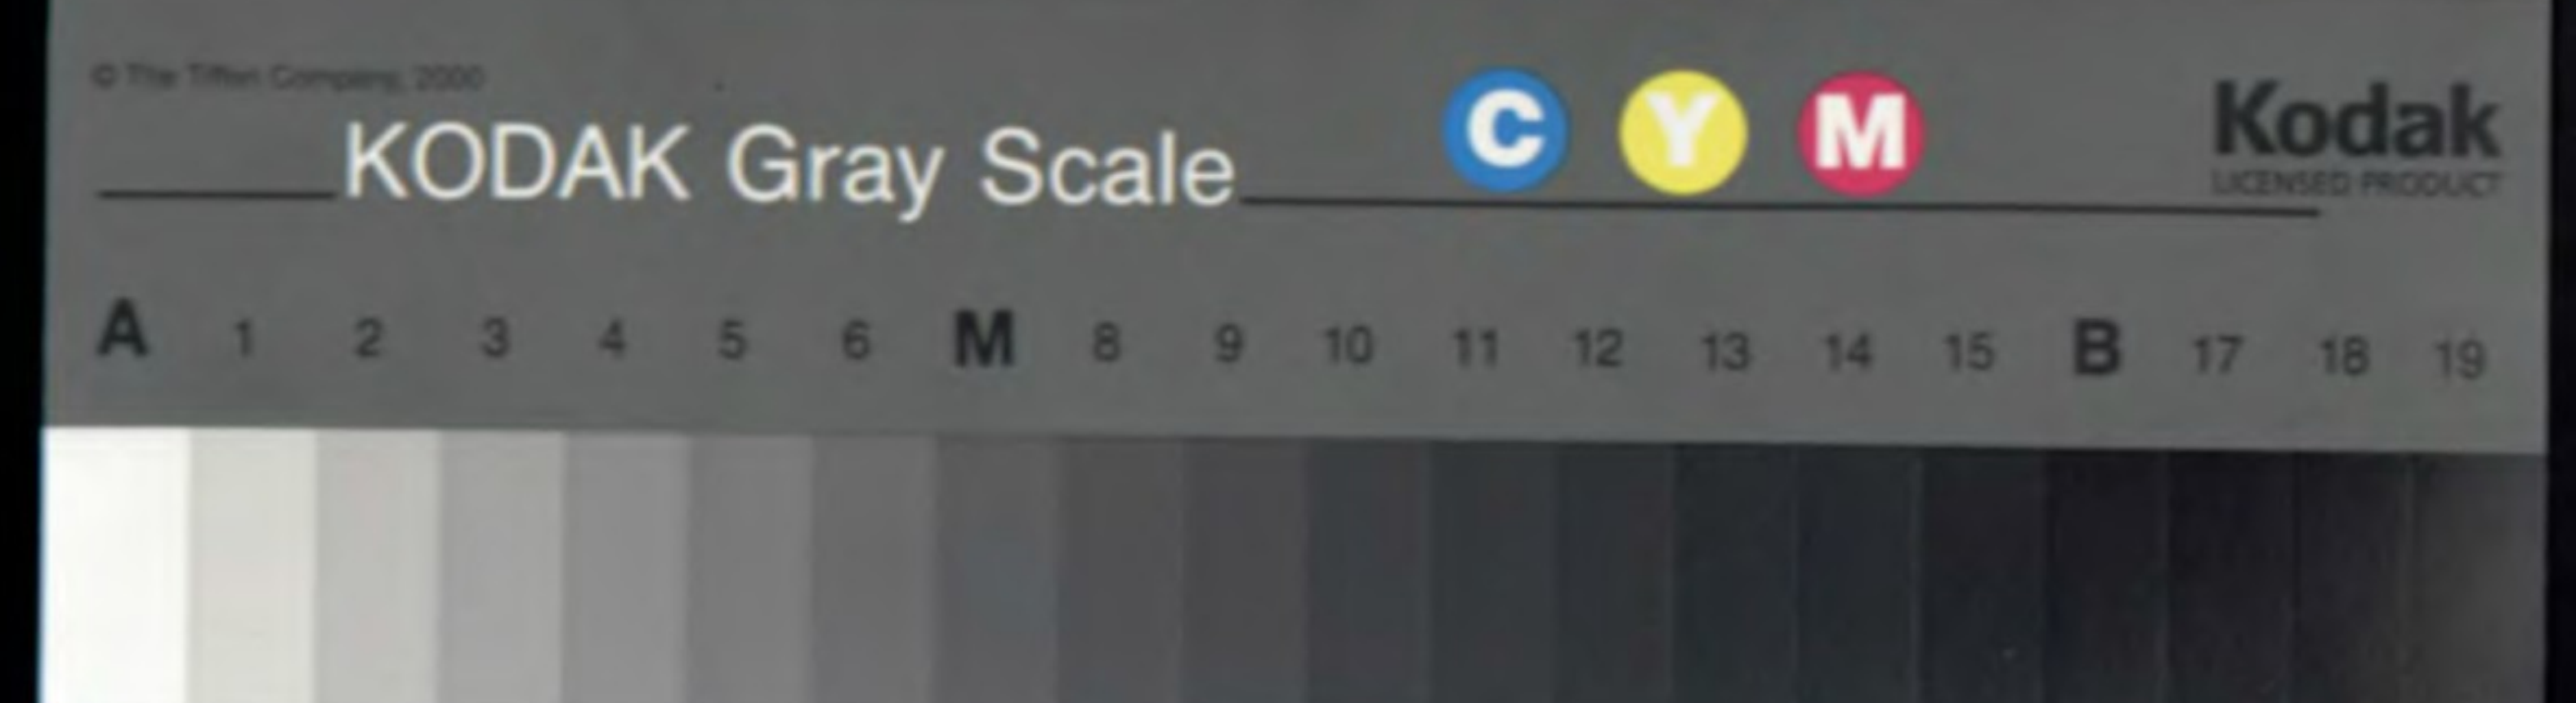 © The Tiffen Company, 2000
KODAK Gray Scale
C Y M
Kodak
LICENSED PRODUCT
A 1 2 3 4 5 6 M 8 9 10 11 12 13 14 15 B 17 18 19